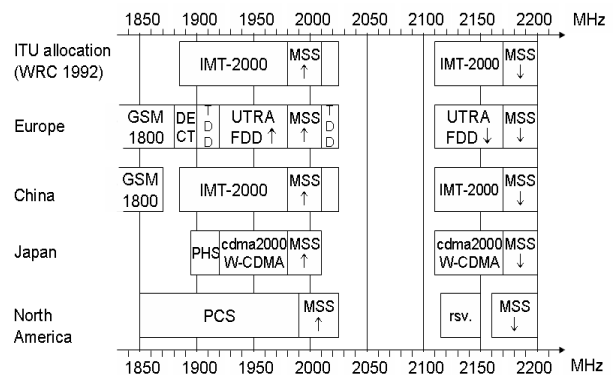 1850 1900 1950 2000 2050 2100 2150 2200 MHz
ITU allocation
(WRC 1992)
IMT-2000
MSS
↑
IMT-2000
MSS
↓
Europe
GSM
1800
DE
CT
T
D
D
UTRA
FDD ↑
MSS
↑
T
D
D
UTRA
FDD ↓
MSS
↓
China
GSM
1800
IMT-2000
MSS
↑
IMT-2000
MSS
↓
Japan
PHS
cdma2000
W-CDMA
MSS
↑
cdma2000
W-CDMA
MSS
↓
North
America
PCS
MSS
↑
rsv.
MSS
↓
1850 1900 1950 2000 2050 2100 2150 2200 MHz